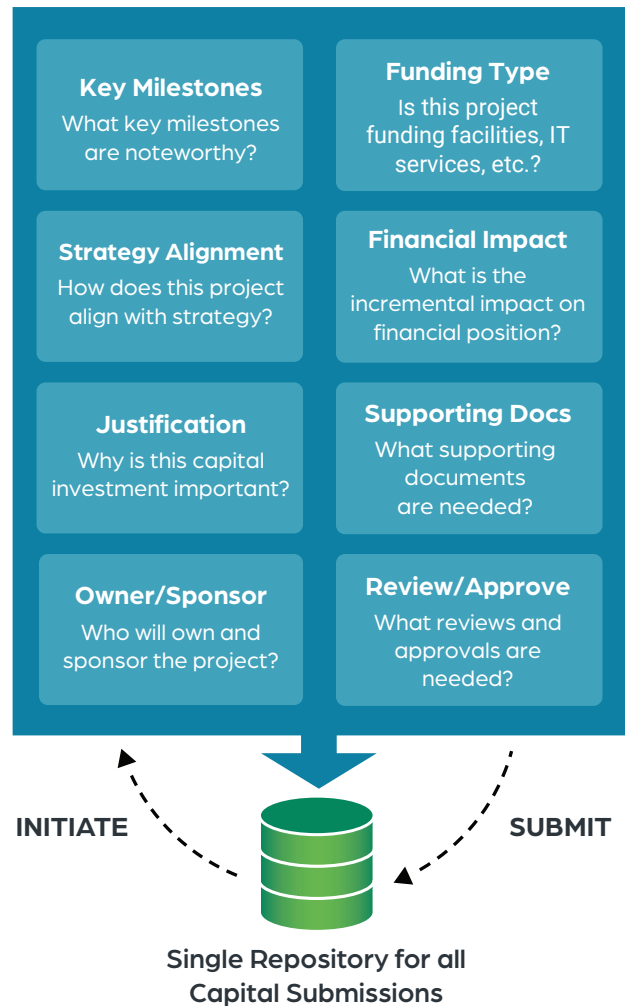 Key Milestones
What key milestones
are noteworthy?
Funding Type
Is this project
funding facilities, IT
services, etc.?
Strategy Alignment
How does this project
align with strategy?
Financial Impact
What is the
incremental impact on
financial position?
Justification
Why is this capital
investment important?
Supporting Docs
What supporting
documents
are needed?
Owner/Sponsor
Who will own and
sponsor the project?
Review/Approve
What reviews and
approvals are
needed?
INITIATE
SUBMIT
Single Repository for all
Capital Submissions